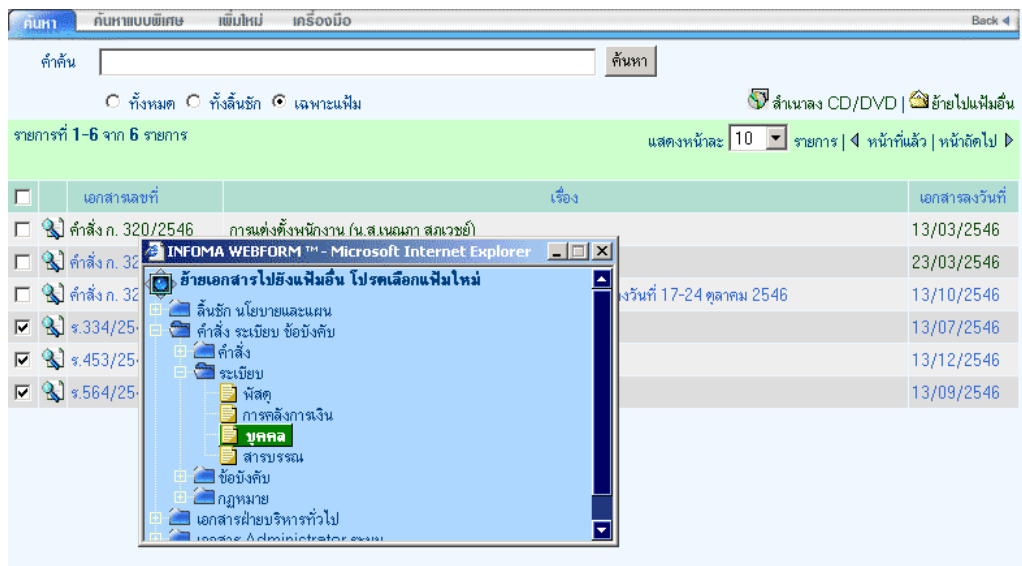 ค้นหา ค้นหาแบบพิเศษ เพิ่มใหม่ เครื่องมือ Back
คำค้น ค้นหา
ทั้งหมด ทั้งลิ้นชัก เฉพาะแฟ้ม สำเนาลง CD/DVD | ย้ายไปแฟ้มอื่น
รายการที่ 1-6 จาก 6 รายการ แสดงหน้าละ 10 รายการ | หน้าที่แล้ว | หน้าถัดไป
เอกสารเลขที่ เรื่อง เอกสารลงวันที่
คำสั่ง ก. 320/2546 การแต่งตั้งพนักงาน (น.ส.เนณภา สภเวชย์) 13/03/2546
คำสั่ง ก. 32 23/03/2546
คำสั่ง ก. 32 งวันที่ 17-24 ตุลาคม 2546 13/10/2546
ร.334/25 13/07/2546
ร.453/25 13/12/2546
ร.564/25 13/09/2546
INFOMA WEBFORM ™ - Microsoft Internet Explorer
ย้ายเอกสารไปยังแฟ้มอื่น โปรดเลือกแฟ้มใหม่
ลิ้นชัก นโยบายและแผน
คำสั่ง ระเบียบ ข้อบังคับ
คำสั่ง
ระเบียบ
พัสดุ
การคลังการเงิน
บุคคล
สารบรรณ
ข้อบังคับ
กฎหมาย
เอกสารฝ่ายบริหารทั่วไป
เอกสาร Administrator ระบบ